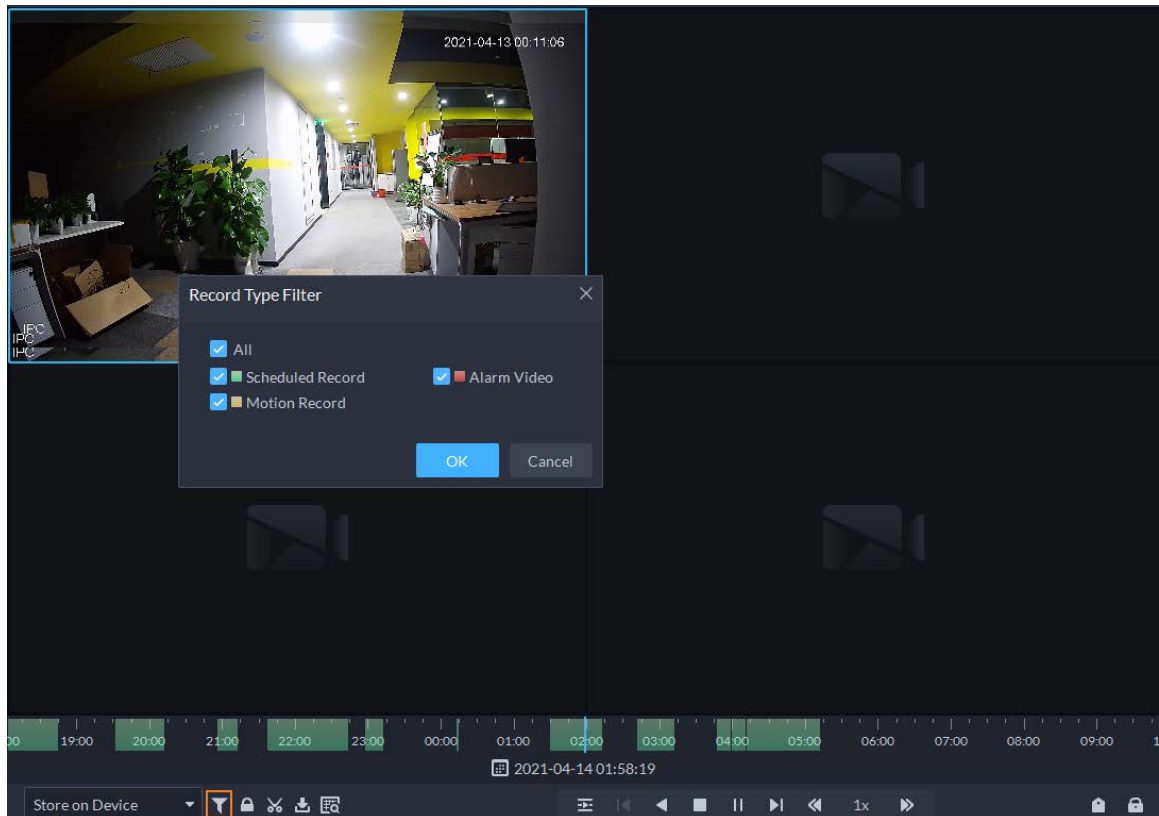 2021-04-13 00:11:06
IPC
IPC
IPC
Record Type Filter
All
Scheduled Record Alarm Video
Motion Record
OK Cancel
00 19:00 20:00 21:00 22:00 23:00 00:00 01:00 02:00 03:00 04:00 05:00 06:00 07:00 08:00 09:00 1
2021-04-14 01:58:19
Store on Device 1x